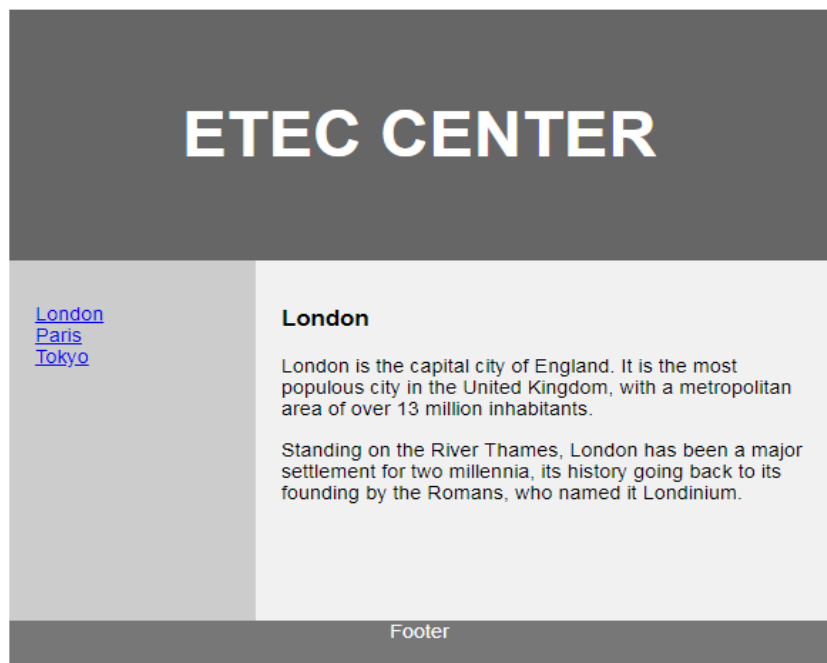 ETEC CENTER
London
Paris
Tokyo
London
London is the capital city of England. It is the most
populous city in the United Kingdom, with a metropolitan
area of over 13 million inhabitants.
Standing on the River Thames, London has been a major
settlement for two millennia, its history going back to its
founding by the Romans, who named it Londinium.
Footer